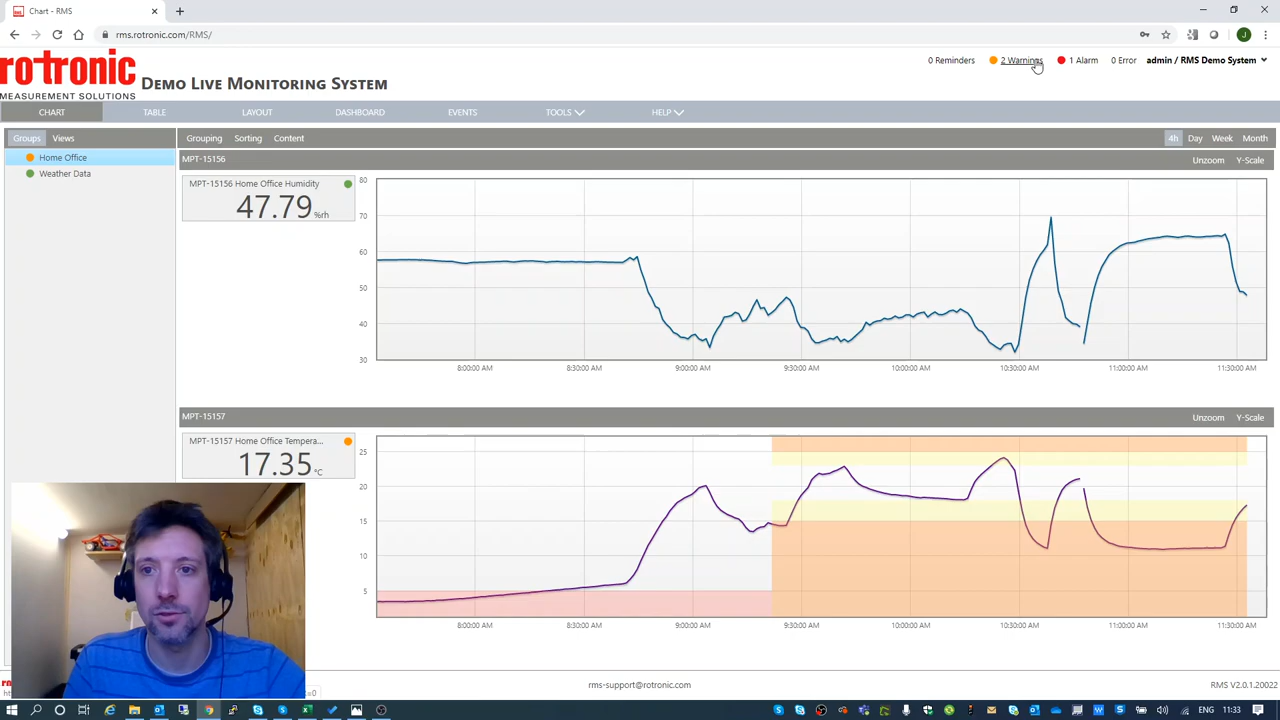 Chart - RMS
rms.rotronic.com/RMS/
J
rotronic
MEASUREMENT SOLUTIONS
DEMO LIVE MONITORING SYSTEM
0 Reminders
2 Warnings
1 Alarm
0 Error
admin / RMS Demo System
CHART
TABLE
LAYOUT
DASHBOARD
EVENTS
TOOLS
HELP
Groups
Views
Grouping
Sorting
Content
4h
Day
Week
Month
Home Office
Weather Data
MPT-15156
Unzoom
Y-Scale
MPT-15156 Home Office Humidity
47.79 %rh
80
70
60
50
40
30
8:00:00 AM
8:30:00 AM
9:00:00 AM
9:30:00 AM
10:00:00 AM
10:30:00 AM
11:00:00 AM
11:30:00 AM
MPT-15157
Unzoom
Y-Scale
MPT-15157 Home Office Tempera...
17.35 °C
25
20
15
10
5
8:00:00 AM
8:30:00 AM
9:00:00 AM
9:30:00 AM
10:00:00 AM
10:30:00 AM
11:00:00 AM
11:30:00 AM
rms-support@rotronic.com
RMS V2.0.1.20022
ENG
11:33